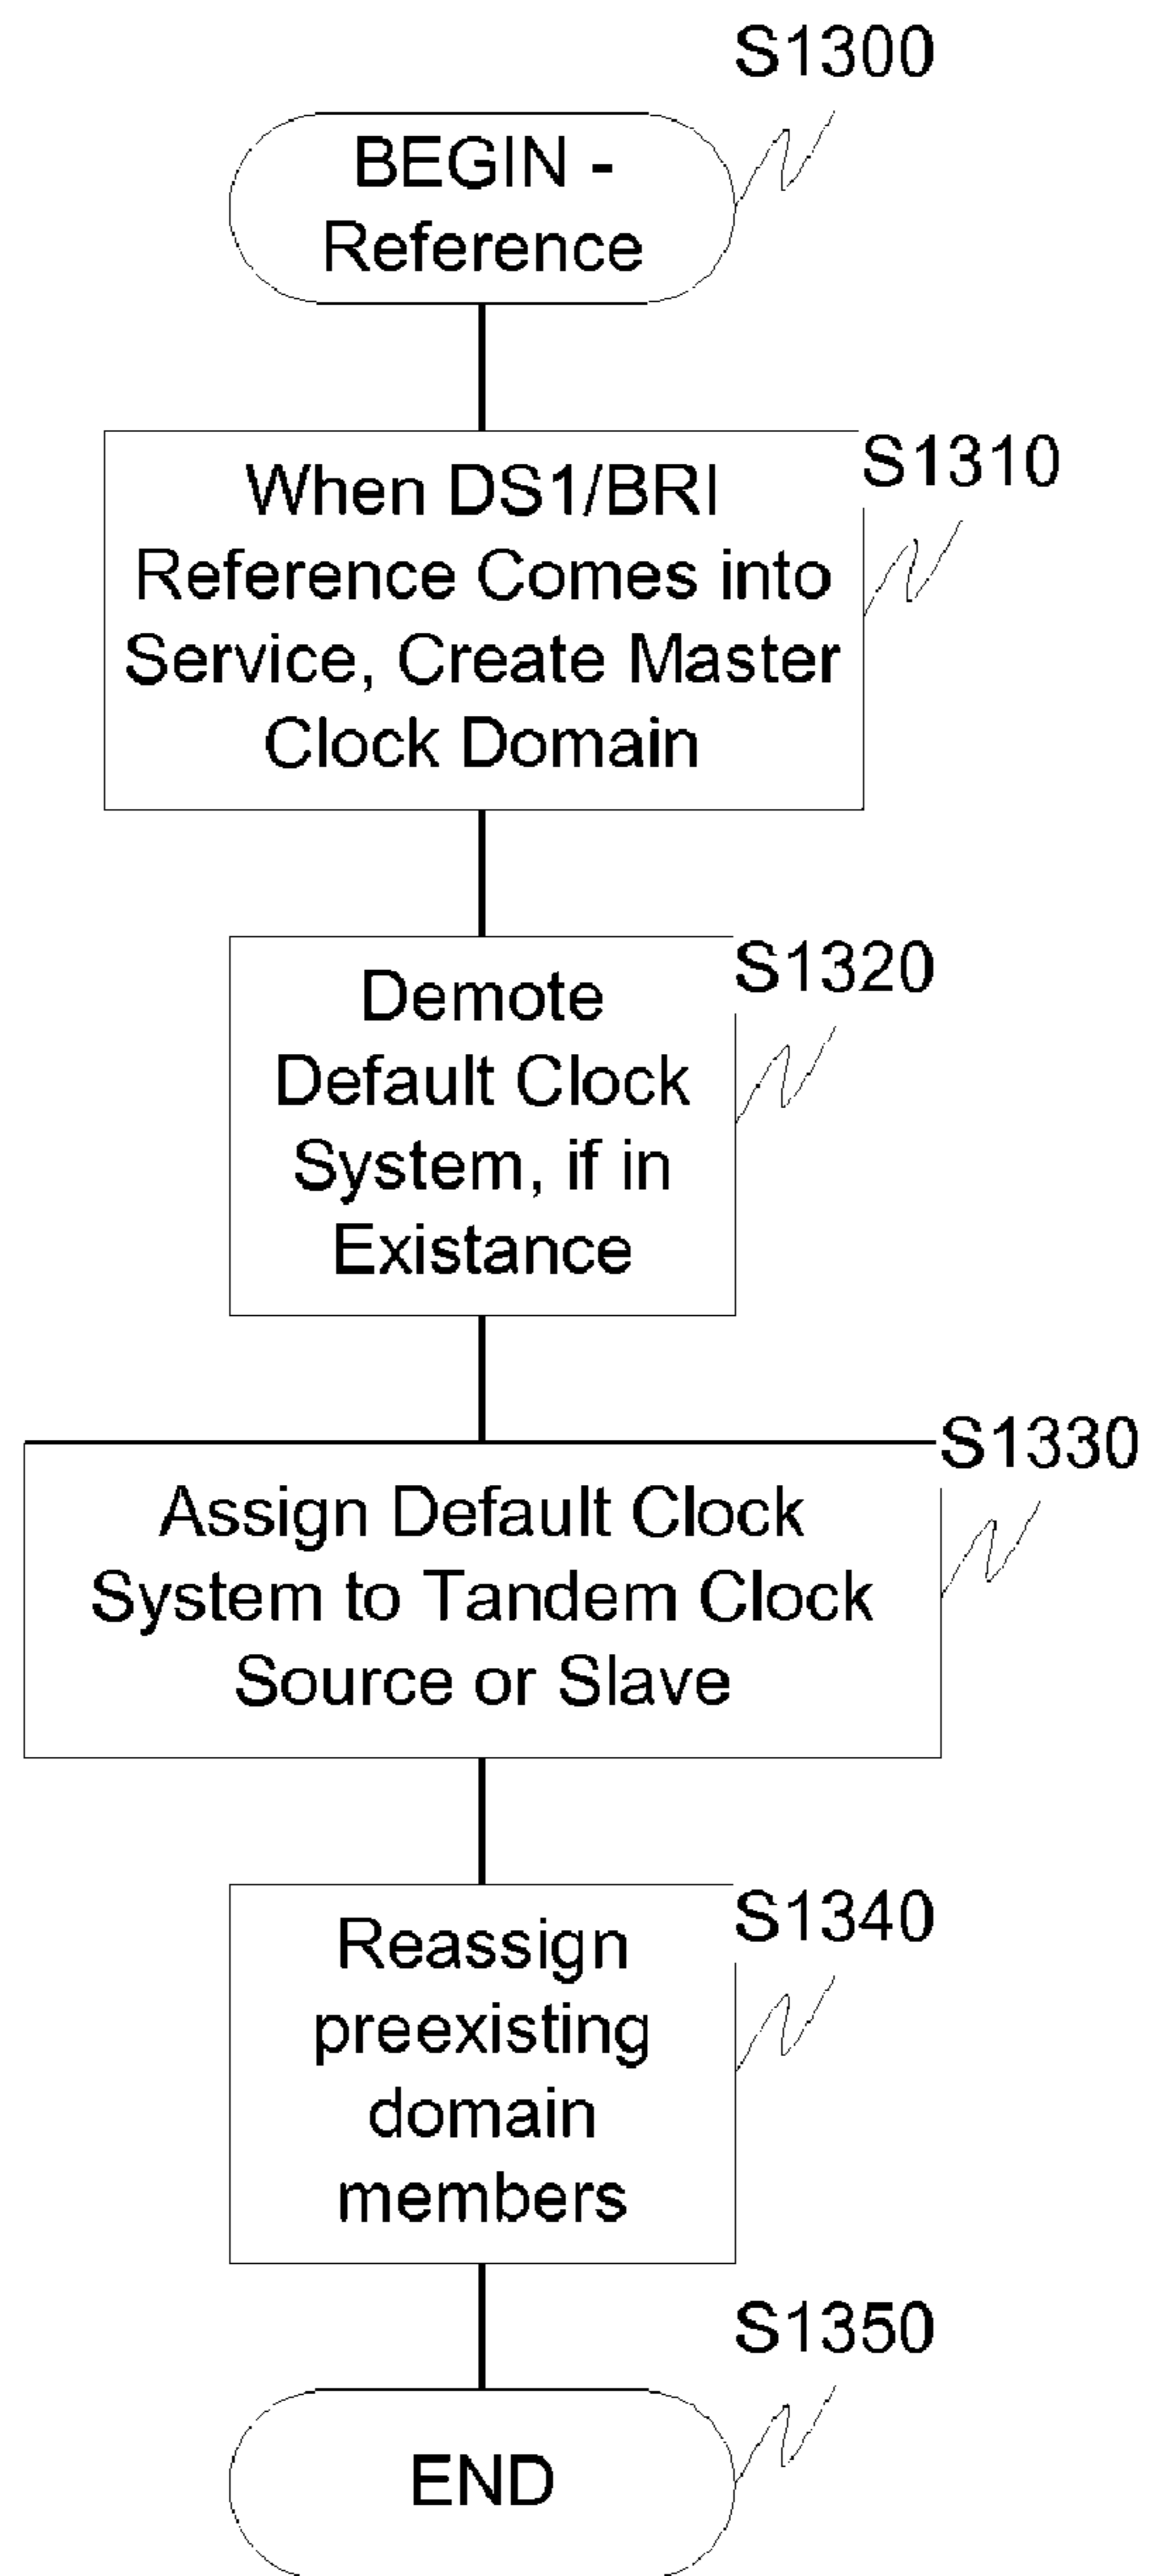 S1300
BEGIN -
Reference
S1310
When DS1/BRI
Reference Comes into
Service, Create Master
Clock Domain
S1320
Demote
Default Clock
System, if in
Existance
S1330
Assign Default Clock
System to Tandem Clock
Source or Slave
S1340
Reassign
preexisting
domain
members
S1350
END